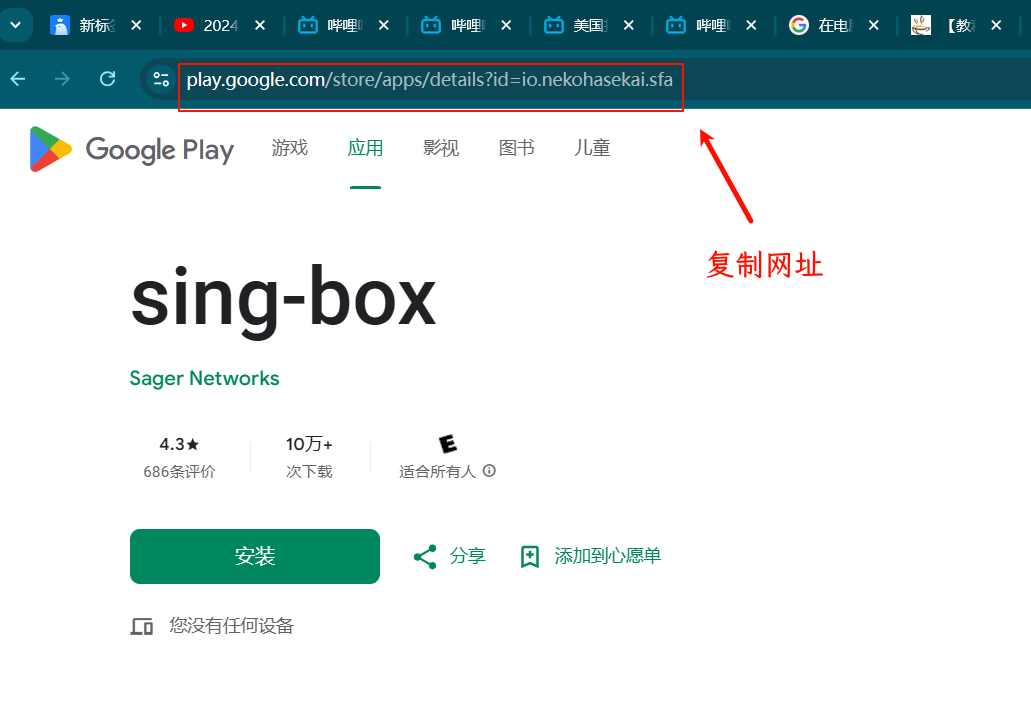 新标
2024
哔哩
哔哩
美国
哔哩
在电
【教
play.google.com/store/apps/details?id=io.nekohasekai.sfa
Google Play
游戏
应用
影视
图书
儿童
复制网址
sing-box
Sager Networks
4.3★
10万+
E
686条评价
次下载
适合所有人
安装
分享
添加到心愿单
您没有任何设备